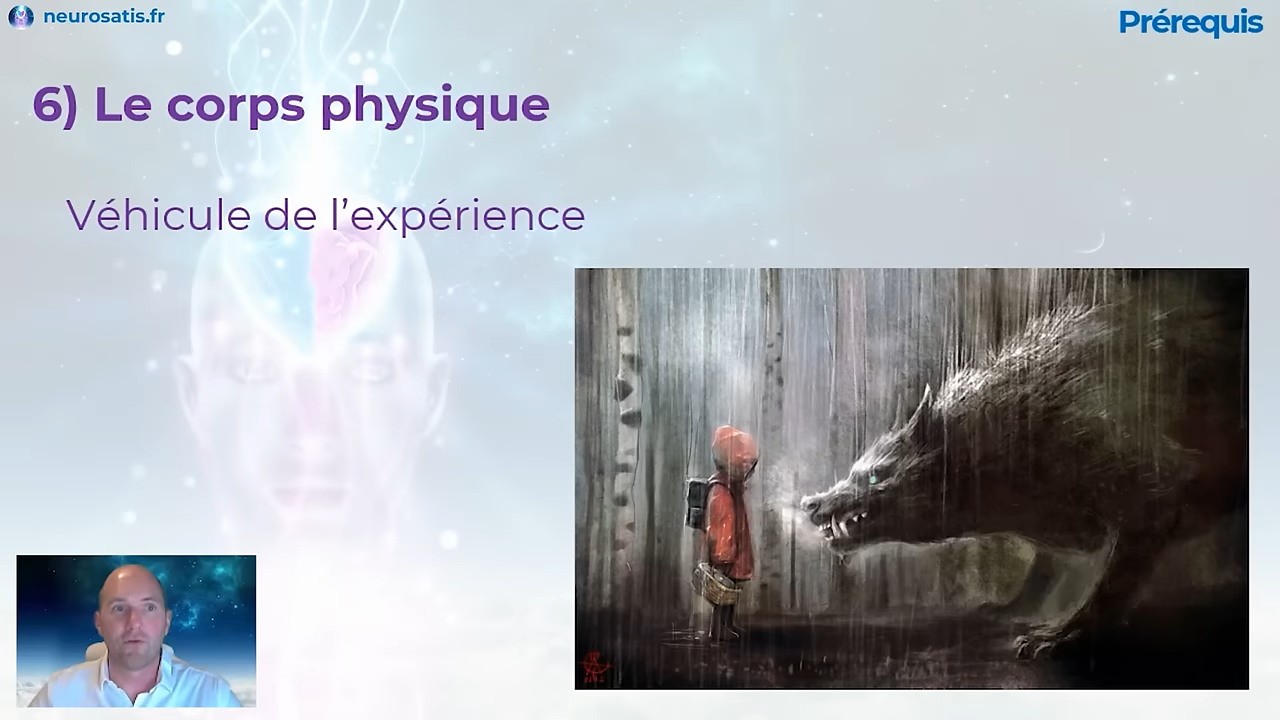 neurosatis.fr
Prérequis
6) Le corps physique
Véhicule de l’expérience